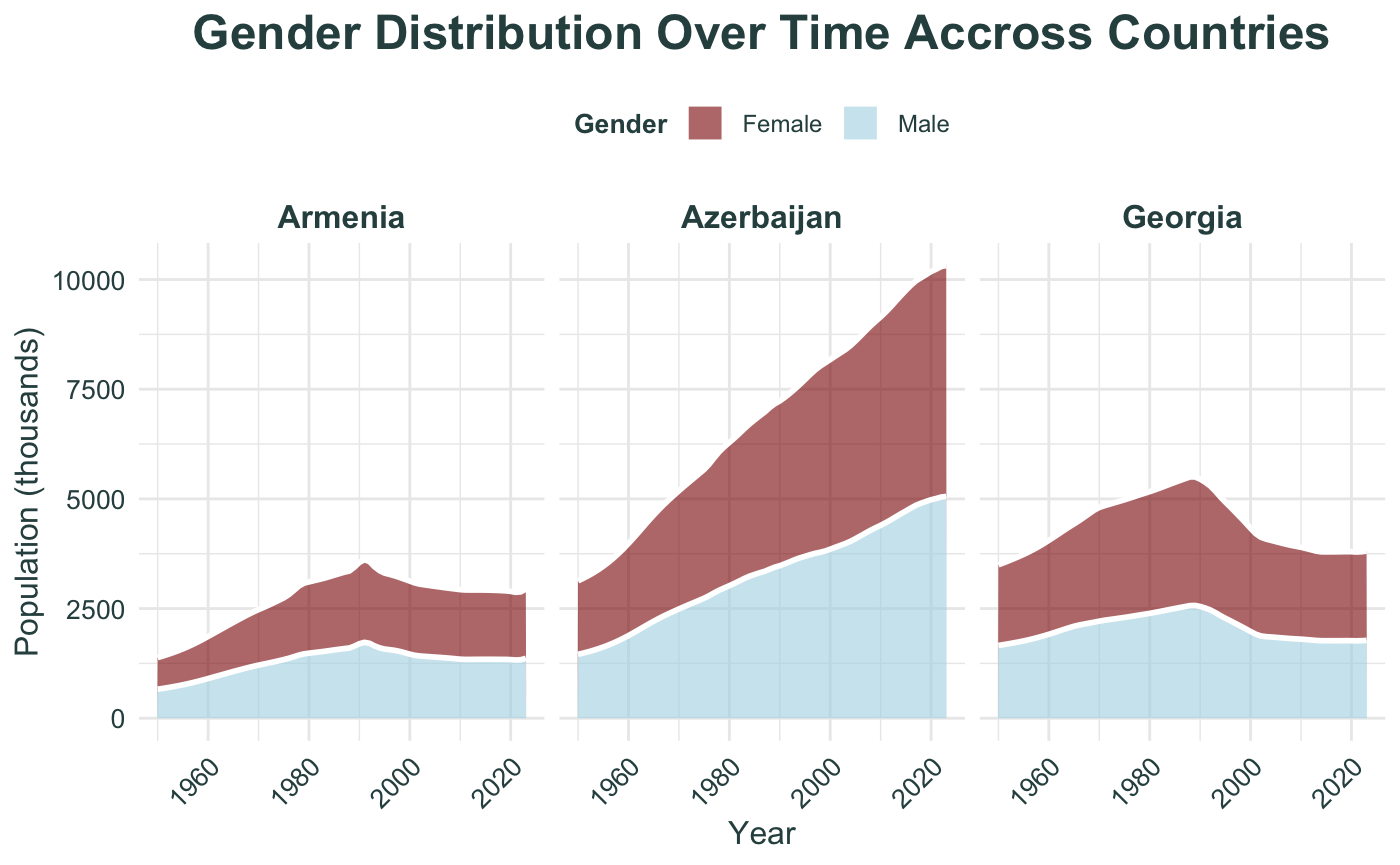 Gender Distribution Over Time Accross Countries
Gender Female Male
Armenia Azerbaijan Georgia
10000
7500
5000
2500
0
Population (thousands)
1960 1980 2000 2020 1960 1980 2000 2020 1960 1980 2000 2020
Year